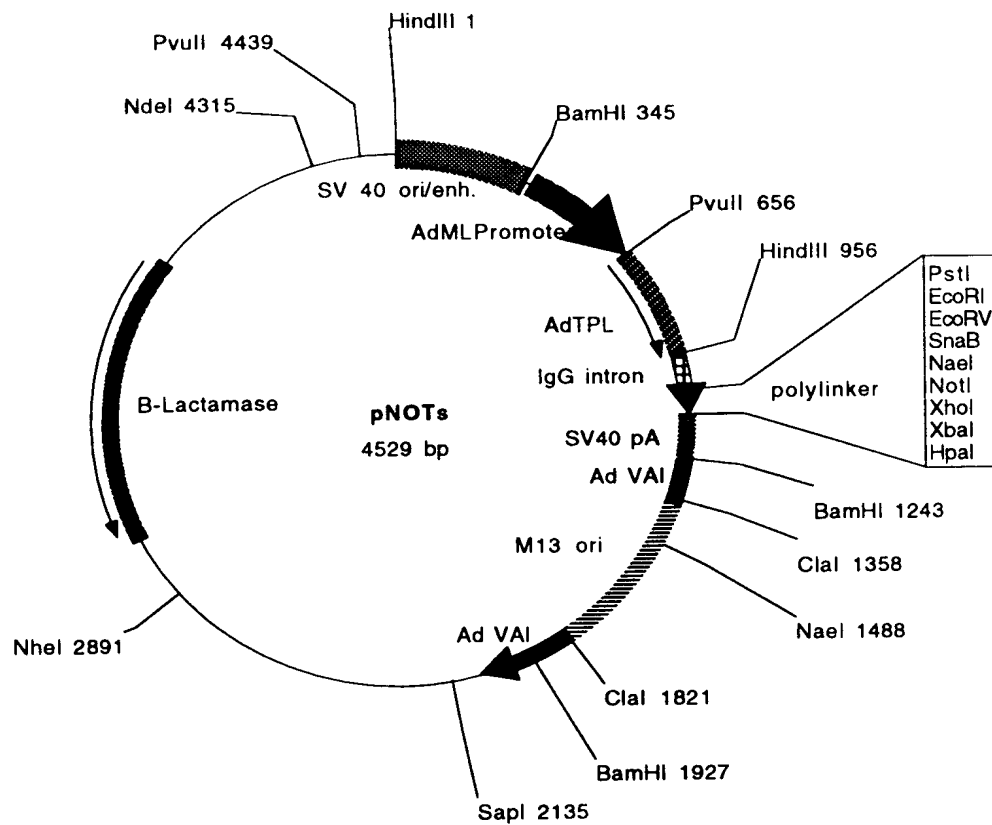 HindIII 1
PvuII 4439
NdeI 4315
BamHI 345
SV 40 ori/enh.
AdMLPromote
PvuII 656
HindIII 956
PstI
EcoRI
EcoRV
SnaB
NaeI
NotI
XhoI
XbaI
HpaI
AdTPL
IgG intron
polylinker
B-Lactamase
pNOTs
4529 bp
SV40 pA
Ad VAI
BamHI 1243
ClaI 1358
M13 ori
NaeI 1488
Ad VAI
NheI 2891
ClaI 1821
BamHI 1927
SapI 2135